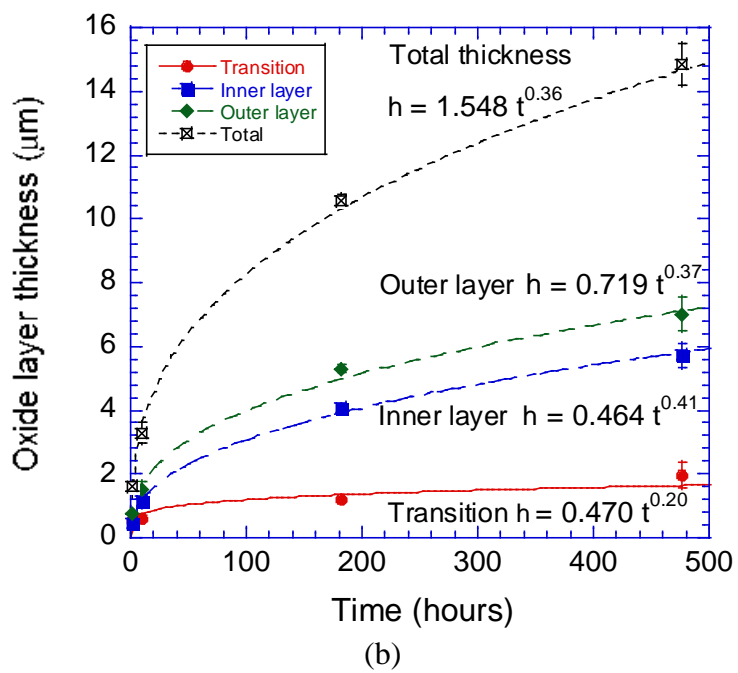 Oxide layer thickness (μm)
16
14
12
10
8
6
4
2
0
Transition
Inner layer
Outer layer
Total
Total thickness
h = 1.548 t^0.36
Outer layer h = 0.719 t^0.37
Inner layer h = 0.464 t^0.41
Transition h = 0.470 t^0.20
0 100 200 300 400 500
Time (hours)
(b)